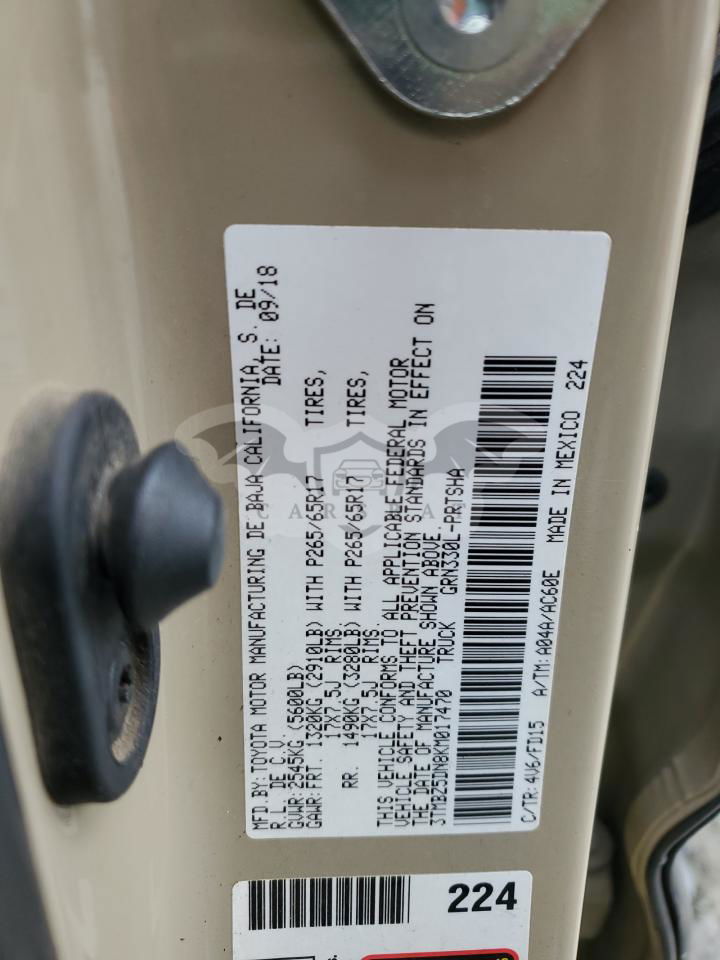 MFD.BY:TOYOTA MOTOR MANUFACTURING DE BAJA CALIFORNIA, S. DE
R.L. DE C.V. DATE: 09/18
GVWR:2545KG (5600LB)
GAWR:FRT. 1320KG (2910LB) WITH P265/65R17 TIRES,
17X7.5J RIMS
RR. 1490KG (3280LB) WITH P265/65R17 TIRES,
17X7.5J RIMS
THIS VEHICLE CONFORMS TO ALL APPLICABLE FEDERAL MOTOR
VEHICLE SAFETY AND THEFT PREVENTION STANDARDS IN EFFECT ON
THE DATE OF MANUFACTURE SHOWN ABOVE.
3TMBZ5DN8KM017470 TRUCK GRN330L-PRTSHA
C/TR:4V6/FD15 A/TM:A04A/AC60E MADE IN MEXICO 224
224